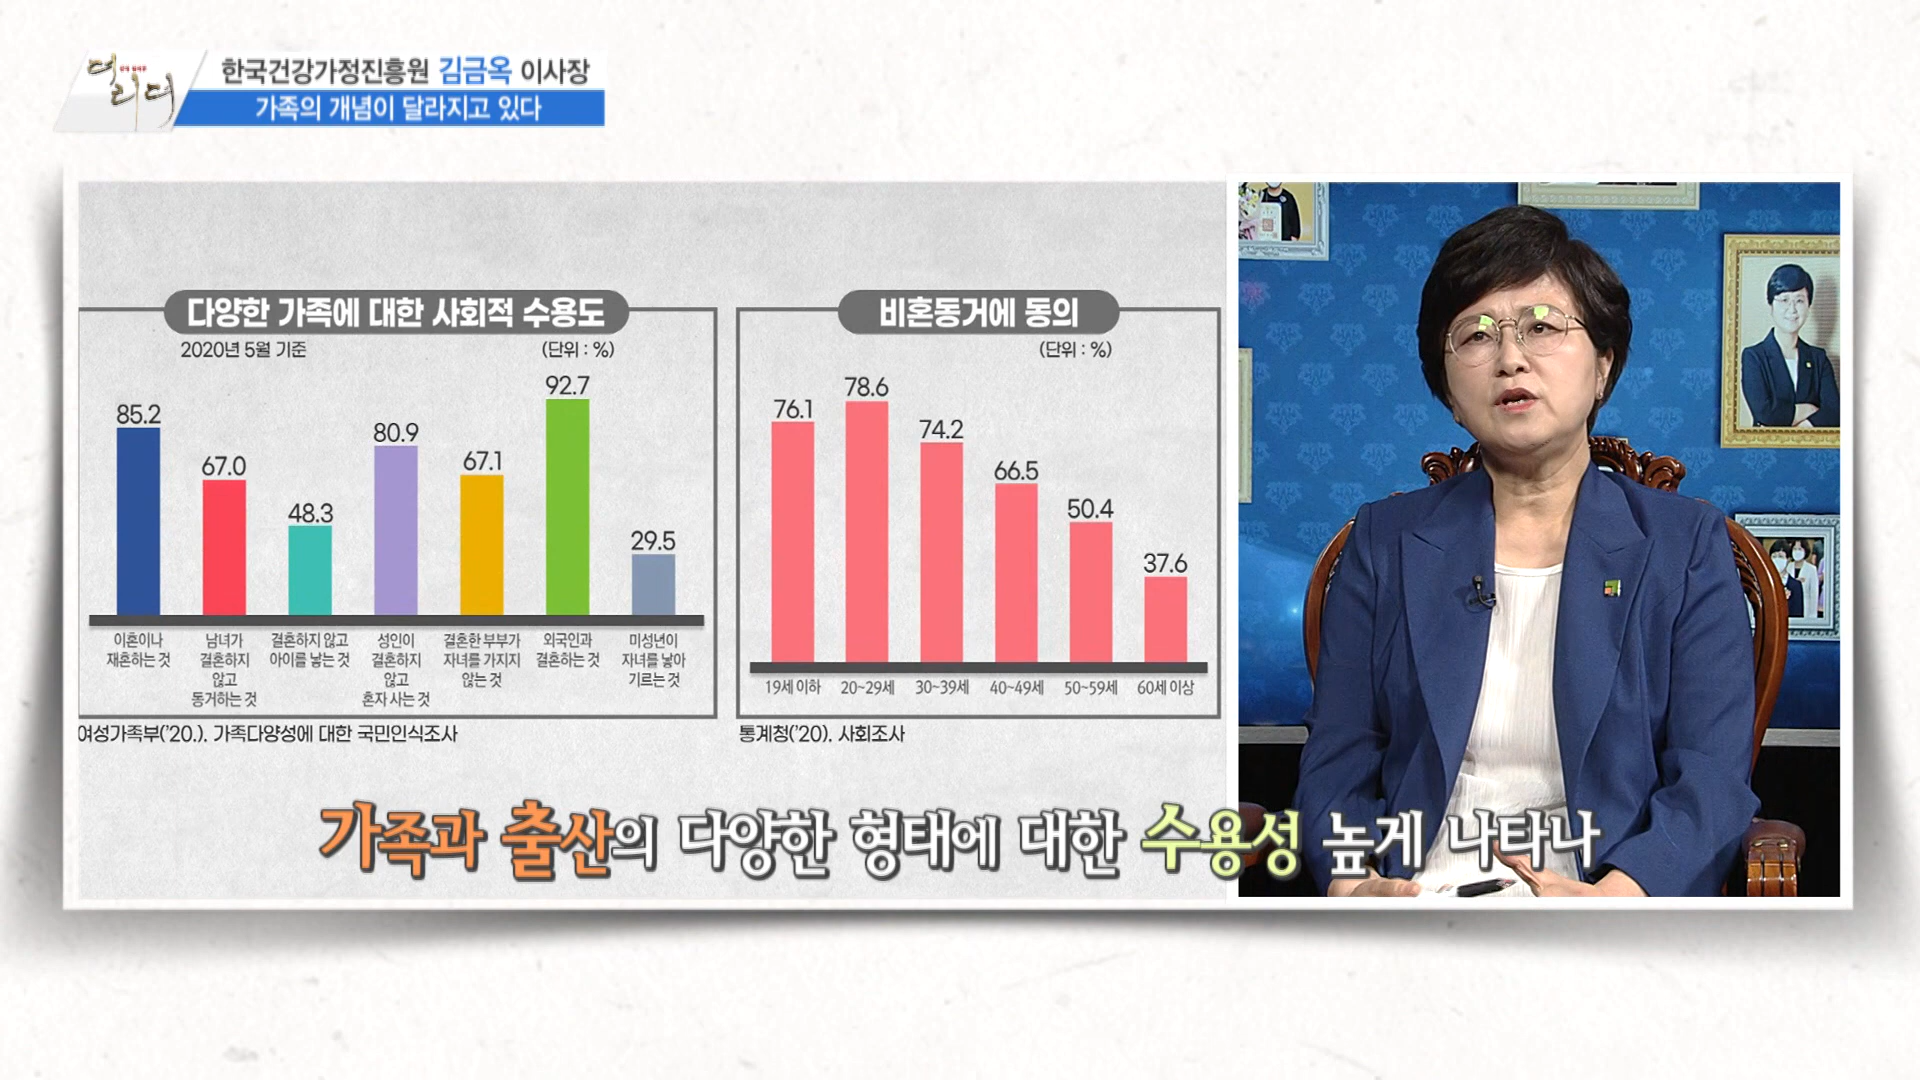 더리더
한국건강가정진흥원 김금옥 이사장
가족의 개념이 달라지고 있다
다양한 가족에 대한 사회적 수용도
2020년 5월 기준
(단위 : %)
85.2
67.0
48.3
80.9
67.1
92.7
29.5
이혼이나
재혼하는 것
남녀가
결혼하지
않고
동거하는 것
결혼하지 않고
아이를 낳는 것
성인이
결혼하지
않고
혼자 사는 것
결혼한 부부가
자녀를 가지지
않는 것
외국인과
결혼하는 것
미성년이
자녀를 낳아
기르는 것
여성가족부('20.). 가족다양성에 대한 국민인식조사
비혼동거에 동의
(단위 : %)
76.1
78.6
74.2
66.5
50.4
37.6
19세 이하
20~29세
30~39세
40~49세
50~59세
60세 이상
통계청('20). 사회조사
가족과 출산의 다양한 형태에 대한 수용성 높게 나타나